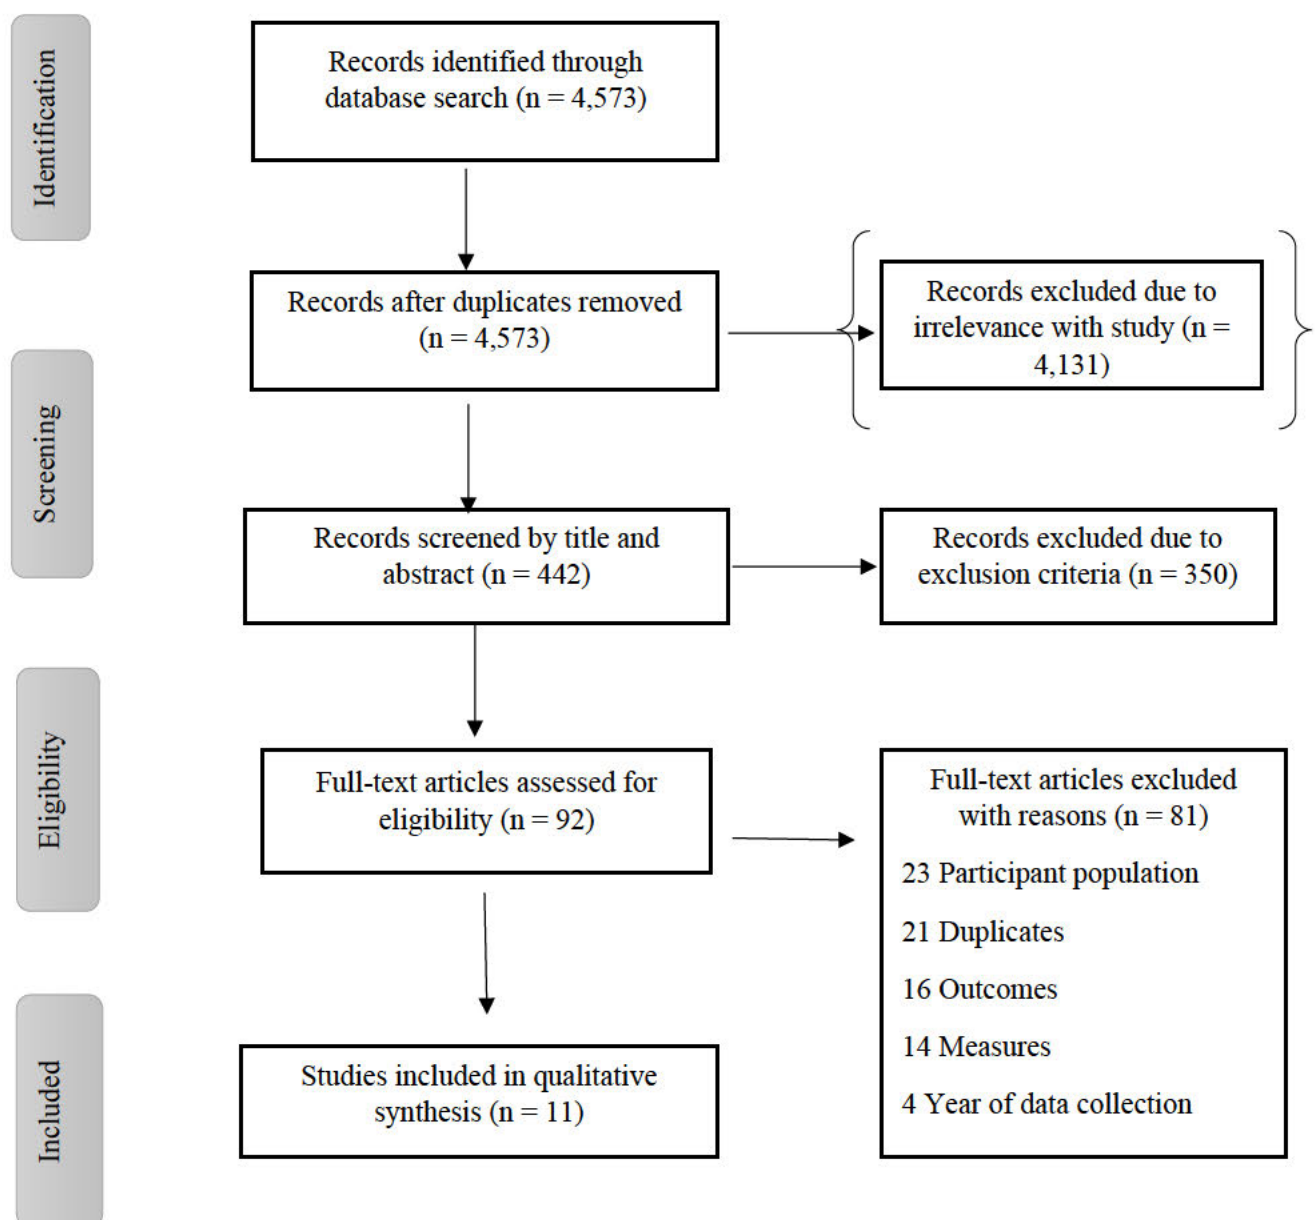 Identification
Records identified through
database search (n = 4,573)
Records after duplicates removed
(n = 4,573)
Records excluded due to
irrelevance with study (n =
4,131)
Screening
Records screened by title and
abstract (n = 442)
Records excluded due to
exclusion criteria (n = 350)
Eligibility
Full-text articles assessed for
eligibility (n = 92)
Full-text articles excluded
with reasons (n = 81)
23 Participant population
21 Duplicates
16 Outcomes
14 Measures
4 Year of data collection
Included
Studies included in qualitative
synthesis (n = 11)